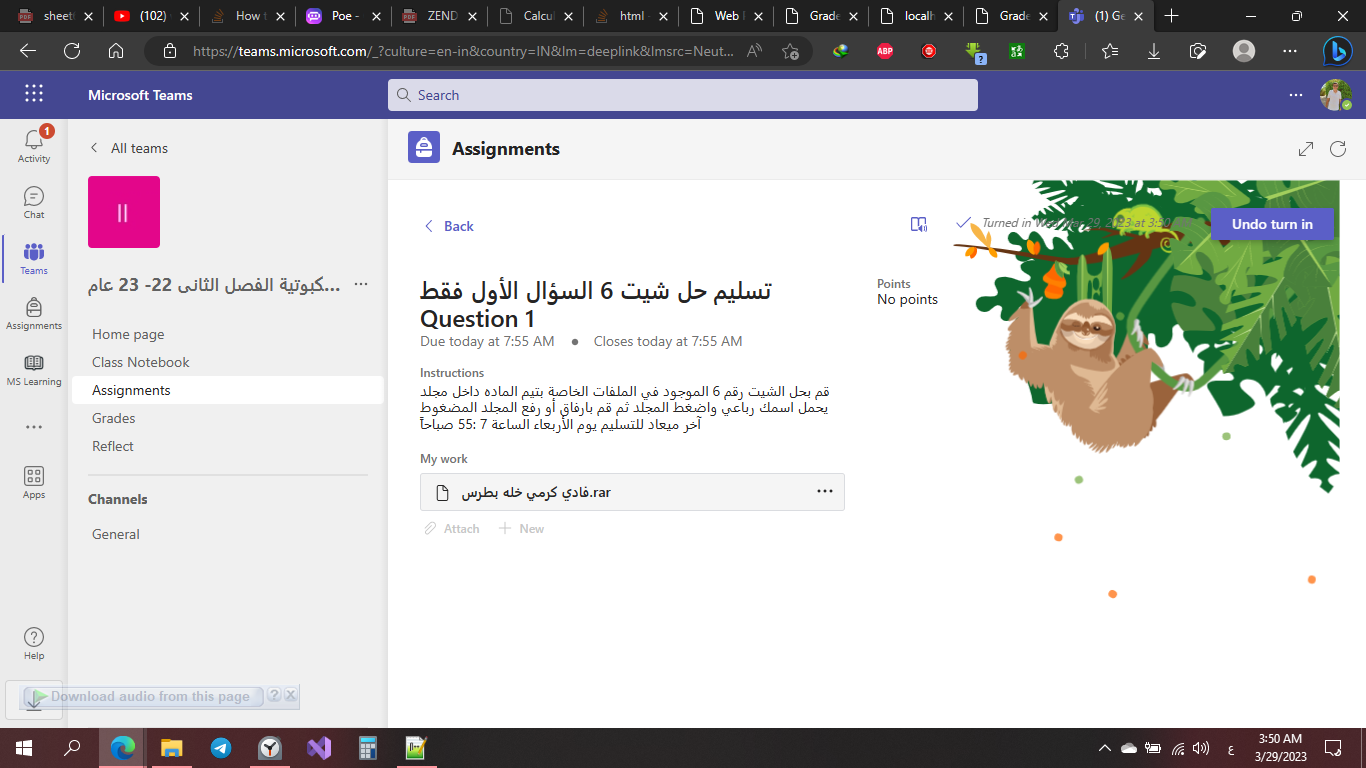 sheet
(102)
How t
Poe -
ZEND
Calcul
html -
Web
Grade
localh
Grade
(1) Ge
https://teams.microsoft.com/_?culture=en-in&country=IN&lm=deeplink&lmsrc=Neut...
ABP
?
Microsoft Teams
Search
1
Activity
Chat
Teams
Assignments
MS Learning
Apps
Help
All teams
كبوتية الفصل الثانى 22- 23 عام...
Home page
Class Notebook
Assignments
Grades
Reflect
Channels
General
Assignments
Back
Turned in Wed Mar 29, 2023 at 3:50
Undo turn in
تسليم حل شيت 6 السؤال الأول فقط
Question 1
Due today at 7:55 AM • Closes today at 7:55 AM
Points
No points
Instructions
قم بحل الشيت رقم 6 الموجود في الملفات الخاصة بتيم الماده داخل مجلد
يحمل اسمك رباعي واضغط المجلد ثم قم بارفاق أو رفع المجلد المضغوط
آخر ميعاد للتسليم يوم الأربعاء الساعة 7 :55 صباحاً
My work
فادي كرمي خله بطرس.rar
Attach
New
Download audio from this page
?
ع
3:50 AM
3/29/2023